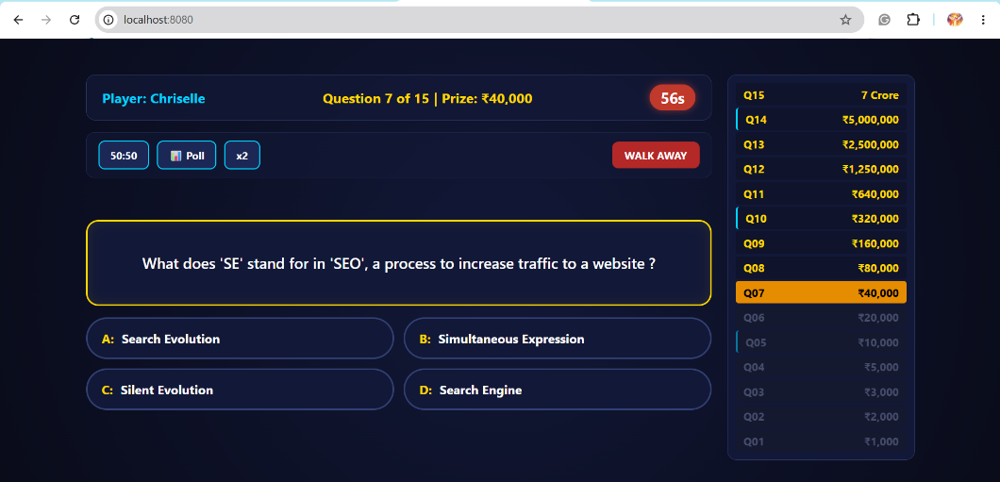 localhost:8080
Player: Chriselle
Question 7 of 15 | Prize: ₹40,000
56s
50:50
Poll
x2
WALK AWAY
What does 'SE' stand for in 'SEO', a process to increase traffic to a website ?
A: Search Evolution
B: Simultaneous Expression
C: Silent Evolution
D: Search Engine
Q15 7 Crore
Q14 ₹5,000,000
Q13 ₹2,500,000
Q12 ₹1,250,000
Q11 ₹640,000
Q10 ₹320,000
Q09 ₹160,000
Q08 ₹80,000
Q07 ₹40,000
Q06 ₹20,000
Q05 ₹10,000
Q04 ₹5,000
Q03 ₹3,000
Q02 ₹2,000
Q01 ₹1,000